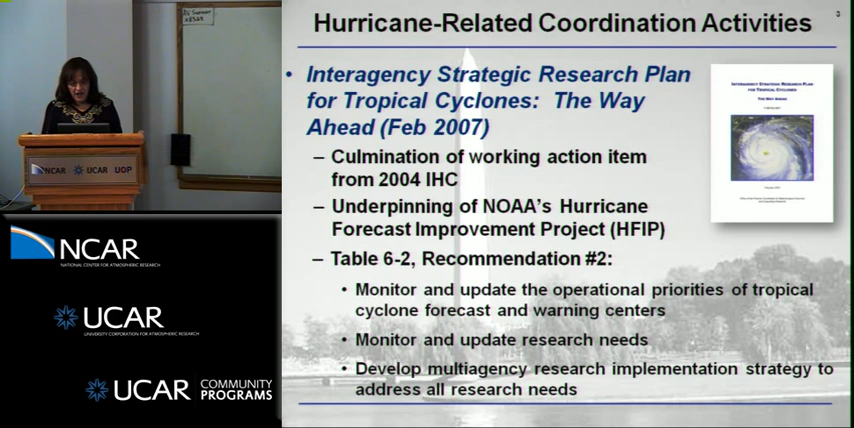 Hurricane-Related Coordination Activities
3
• Interagency Strategic Research Plan
for Tropical Cyclones: The Way
Ahead (Feb 2007)
– Culmination of working action item
from 2004 IHC
– Underpinning of NOAA's Hurricane
Forecast Improvement Project (HFIP)
– Table 6-2, Recommendation #2:
• Monitor and update the operational priorities of tropical
cyclone forecast and warning centers
• Monitor and update research needs
• Develop multiagency research implementation strategy to
address all research needs
INTERAGENCY STRATEGIC RESEARCH PLAN
FOR TROPICAL CYCLONES
THE WAY AHEAD
NCAR UCAR UOP
NCAR
NATIONAL CENTER FOR ATMOSPHERIC RESEARCH
UCAR
UNIVERSITY CORPORATION FOR ATMOSPHERIC RESEARCH
UCAR COMMUNITY
PROGRAMS